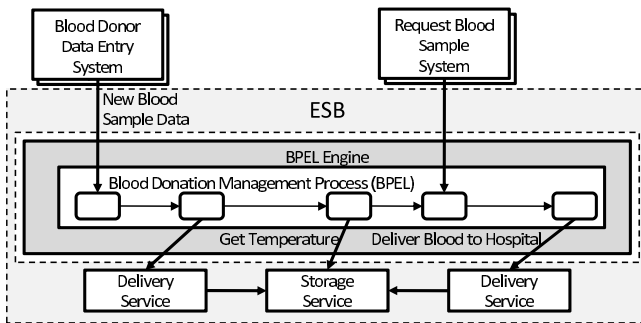 Blood Donor
Data Entry
System
Request Blood
Sample
System
New Blood
Sample Data
ESB
BPEL Engine
Blood Donation Management Process (BPEL)
Get Temperature
Deliver Blood to Hospital
Delivery
Service
Storage
Service
Delivery
Service